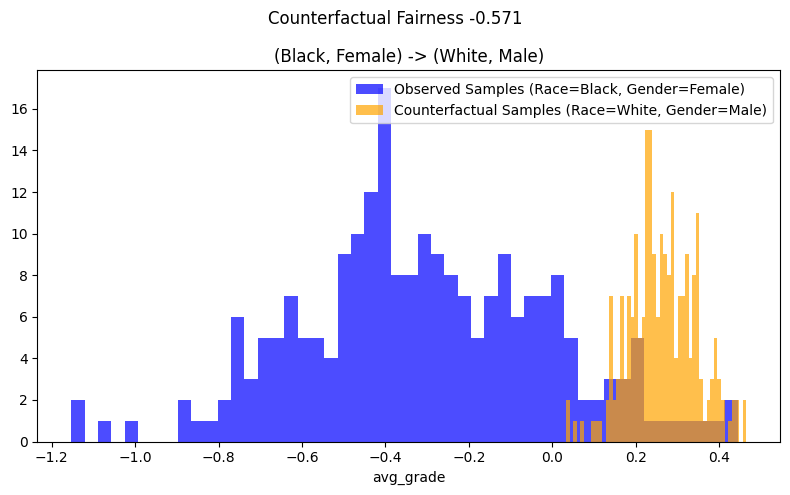 Counterfactual Fairness -0.571
(Black, Female) -> (White, Male)
Observed Samples (Race=Black, Gender=Female)
Counterfactual Samples (Race=White, Gender=Male)
16
14
12
10
8
6
4
2
0
−1.2 −1.0 −0.8 −0.6 −0.4 −0.2 0.0 0.2 0.4
avg_grade